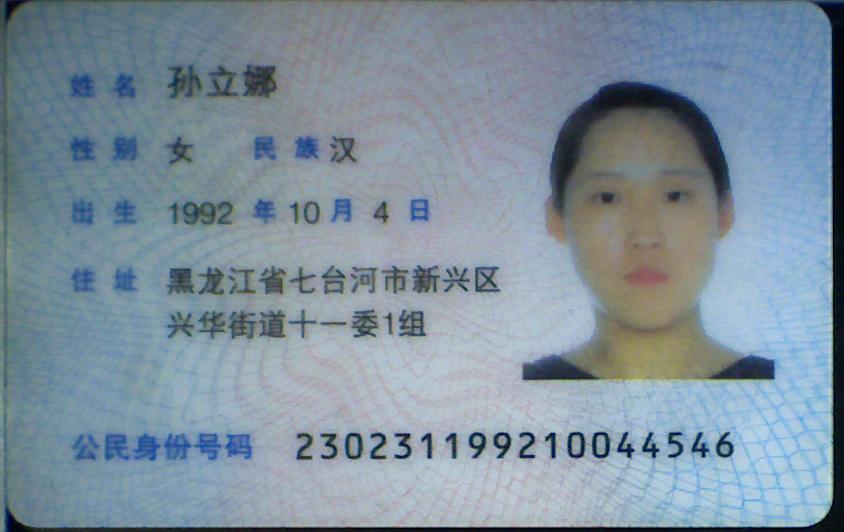 姓名 孙立娜
性别 女 民族 汉
出生 1992 年 10 月 4 日
住址 黑龙江省七台河市新兴区
兴华街道十一委1组
公民身份号码 230231199210044546